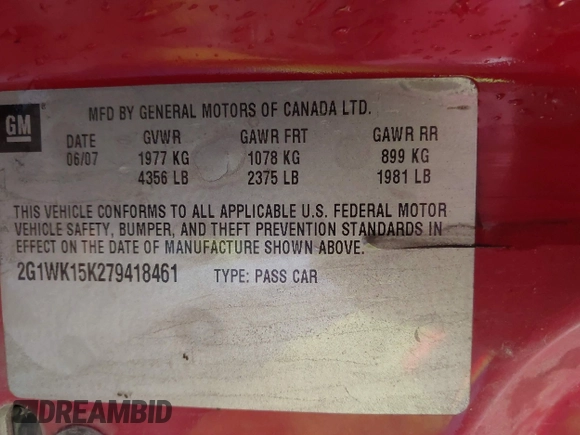 GM
MFD BY GENERAL MOTORS OF CANADA LTD.
DATE GVWR GAWR FRT GAWR RR
06/07 1977 KG 1078 KG 899 KG
4356 LB 2375 LB 1981 LB
THIS VEHICLE CONFORMS TO ALL APPLICABLE U.S. FEDERAL MOTOR
VEHICLE SAFETY, BUMPER, AND THEFT PREVENTION STANDARDS IN
EFFECT ON THE DATE OF MANUFACTURE SHOWN ABOVE.
2G1WK15K279418461 TYPE: PASS CAR
DREAMBID